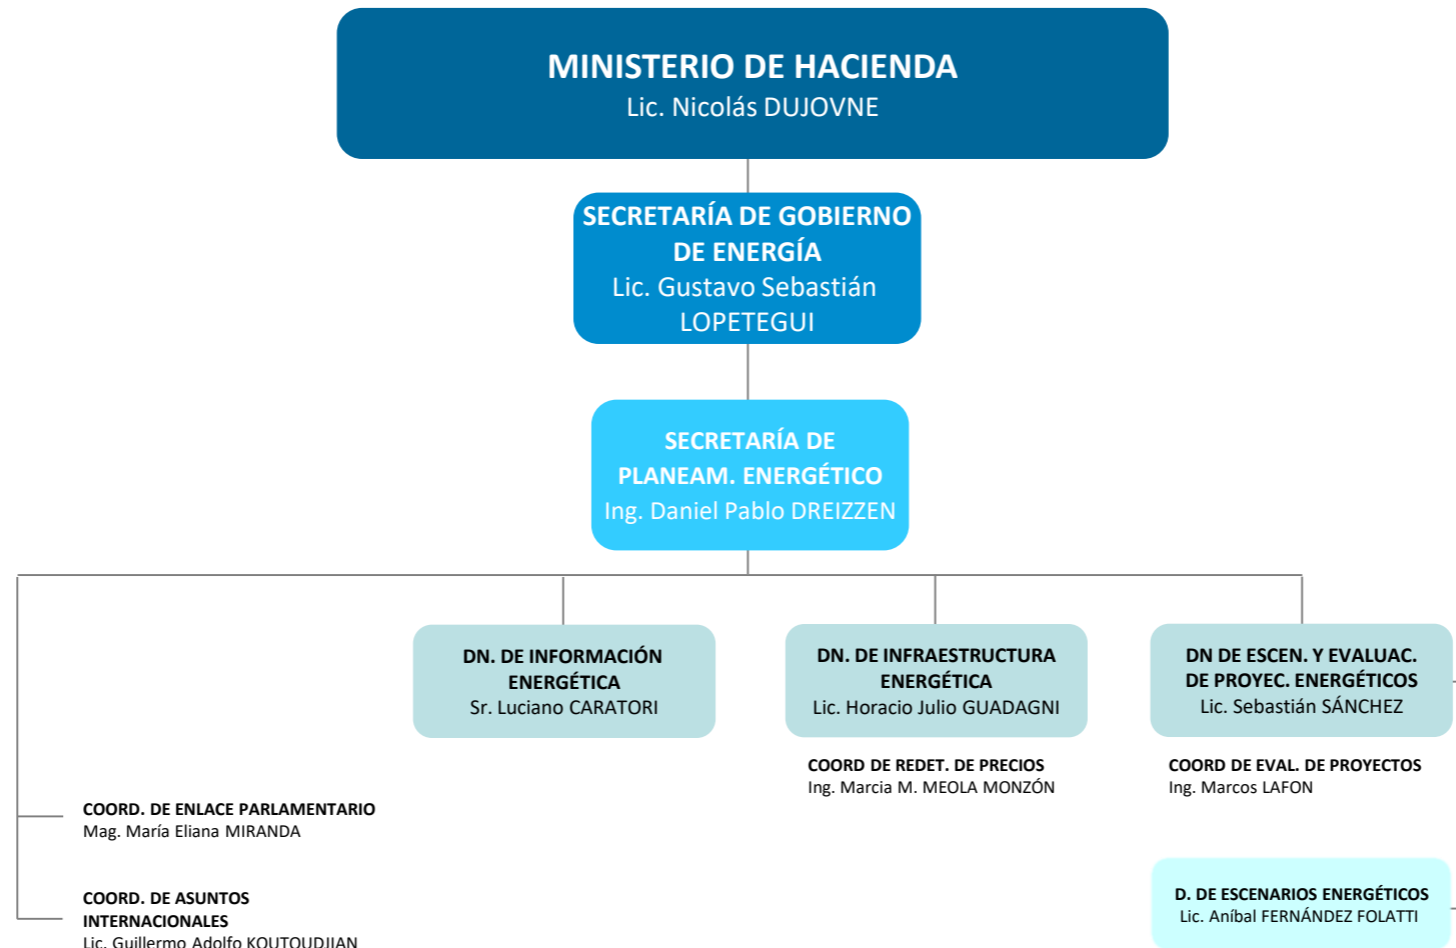 MINISTERIO DE HACIENDA
Lic. Nicolás DUJOVNE
SECRETARÍA DE GOBIERNO
DE ENERGÍA
Lic. Gustavo Sebastián
LOPETEGUI
SECRETARÍA DE
PLANEAM. ENERGÉTICO
Ing. Daniel Pablo DREIZZEN
DN. DE INFORMACIÓN
ENERGÉTICA
Sr. Luciano CARATORI
DN. DE INFRAESTRUCTURA
ENERGÉTICA
Lic. Horacio Julio GUADAGNI
DN DE ESCEN. Y EVALUAC.
DE PROYEC. ENERGÉTICOS
Lic. Sebastián SÁNCHEZ
COORD DE REDET. DE PRECIOS
Ing. Marcia M. MEOLA MONZÓN
COORD DE EVAL. DE PROYECTOS
Ing. Marcos LAFON
COORD. DE ENLACE PARLAMENTARIO
Mag. María Eliana MIRANDA
COORD. DE ASUNTOS
INTERNACIONALES
Lic. Guillermo Adolfo KOUTOUDJIAN
D. DE ESCENARIOS ENERGÉTICOS
Lic. Aníbal FERNÁNDEZ FOLATTI